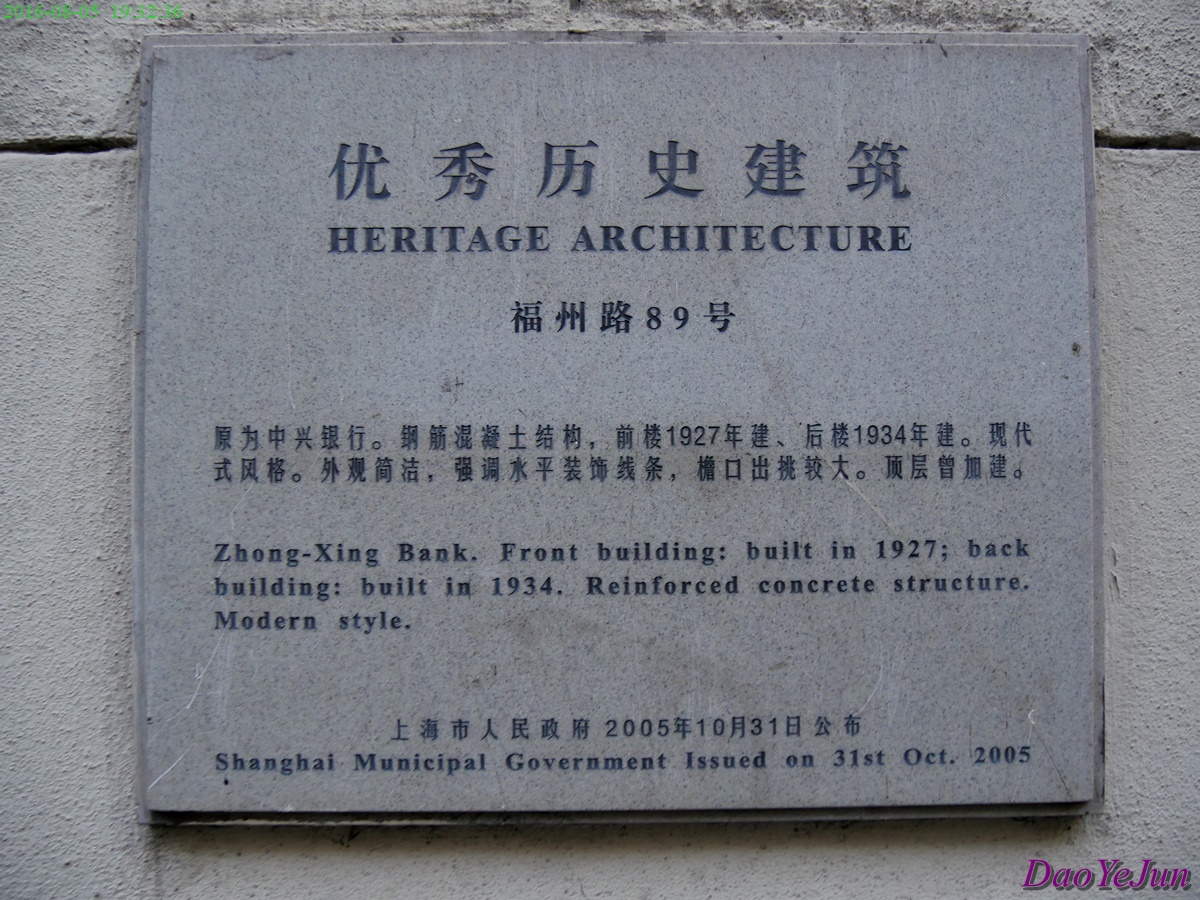 优秀历史建筑
HERITAGE ARCHITECTURE
福州路89号
原为中兴银行。钢筋混凝土结构，前楼1927年建、后楼1934年建。现代
式风格。外观简洁，强调水平装饰线条，檐口出挑较大。顶层曾加建。
Zhong-Xing Bank. Front building: built in 1927; back
building: built in 1934. Reinforced concrete structure.
Modern style.
上海市人民政府 2005年10月31日公布
Shanghai Municipal Government Issued on 31st Oct. 2005
DaoYeJun